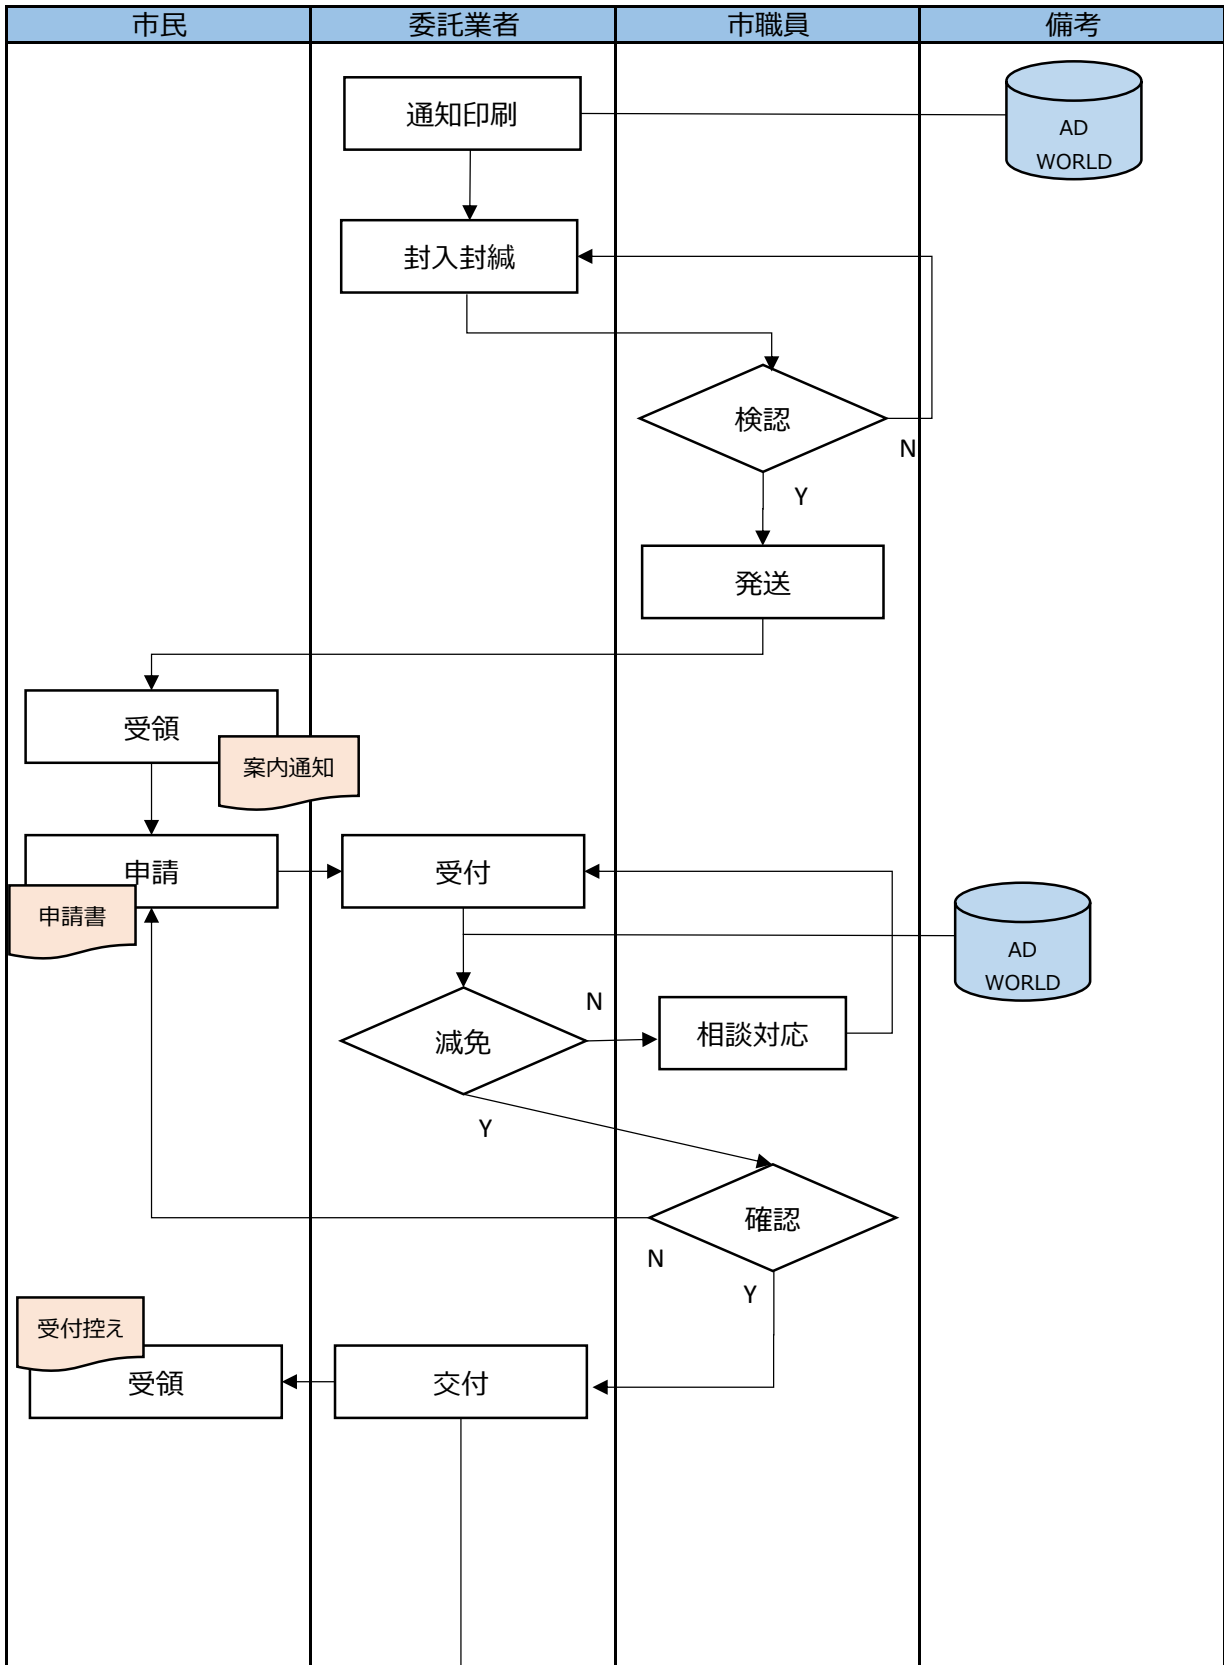 市民
委託業者
市職員
備考
通知印刷
AD
WORLD
封入封緘
検認
N
Y
発送
受領
案内通知
申請
受付
申請書
AD
WORLD
N
減免
相談対応
Y
確認
N
Y
受付控え
受領
交付